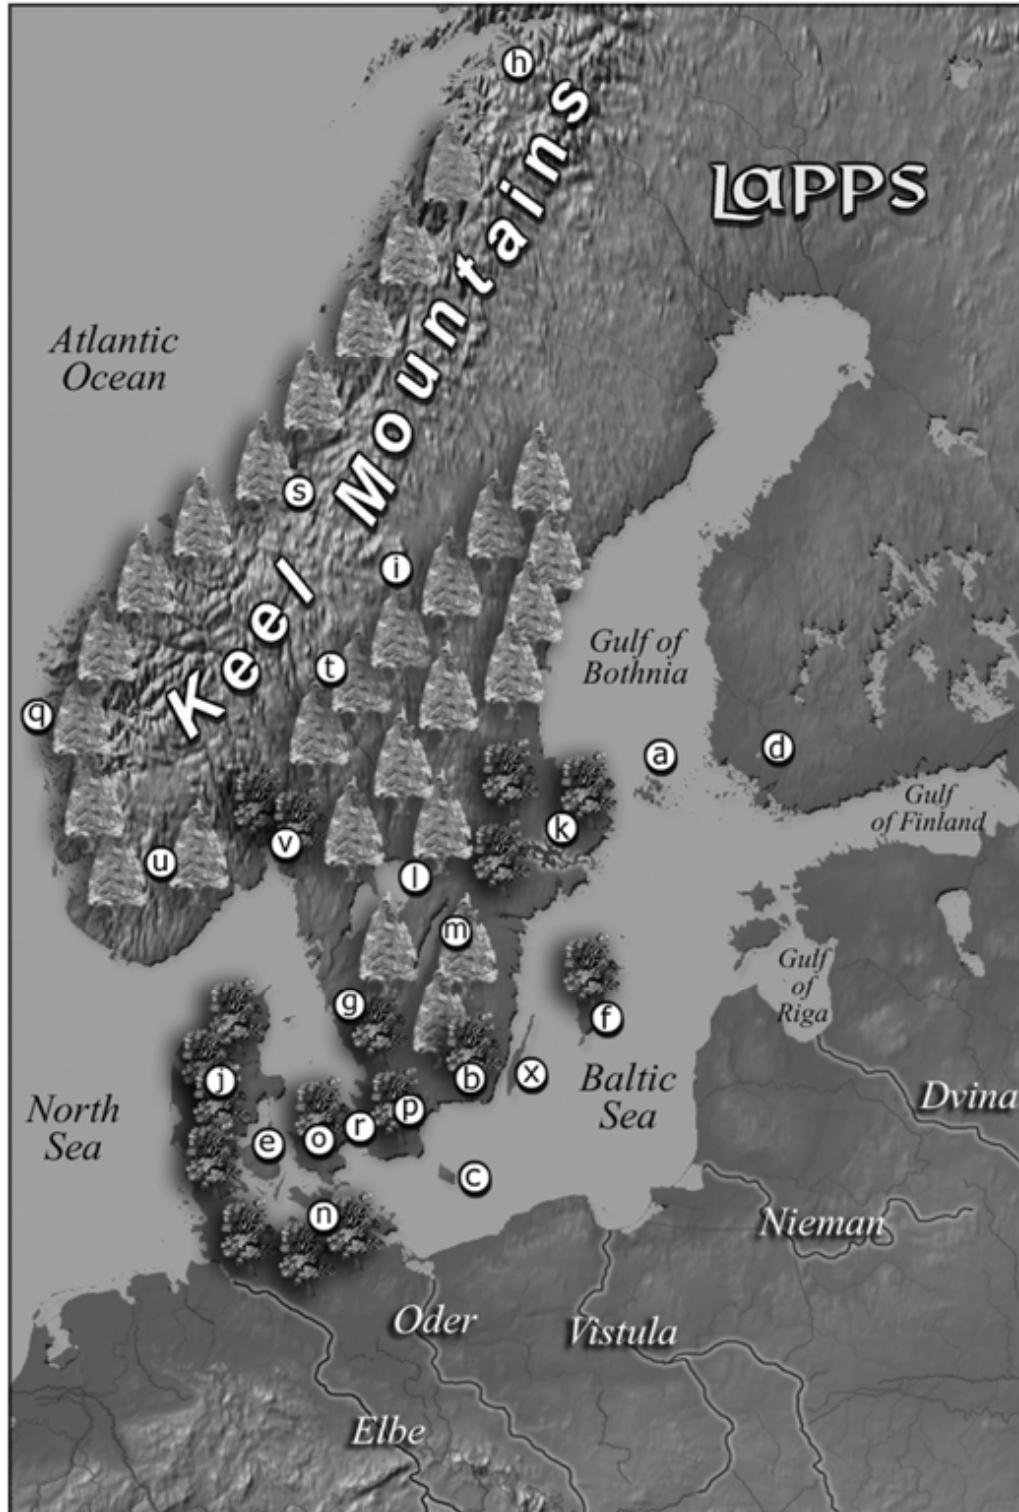 h
Keel Mountains
Lapps
Atlantic
Ocean
s
i
t
Gulf of
Bothnia
q
a
d
Gulf
of Finland
k
v
u
l
m
Gulf
of
Riga
g
f
j
b
x
Baltic
Sea
North
Sea
Dvina
p
r
o
e
c
n
Nieman
Oder
Vistula
Elbe